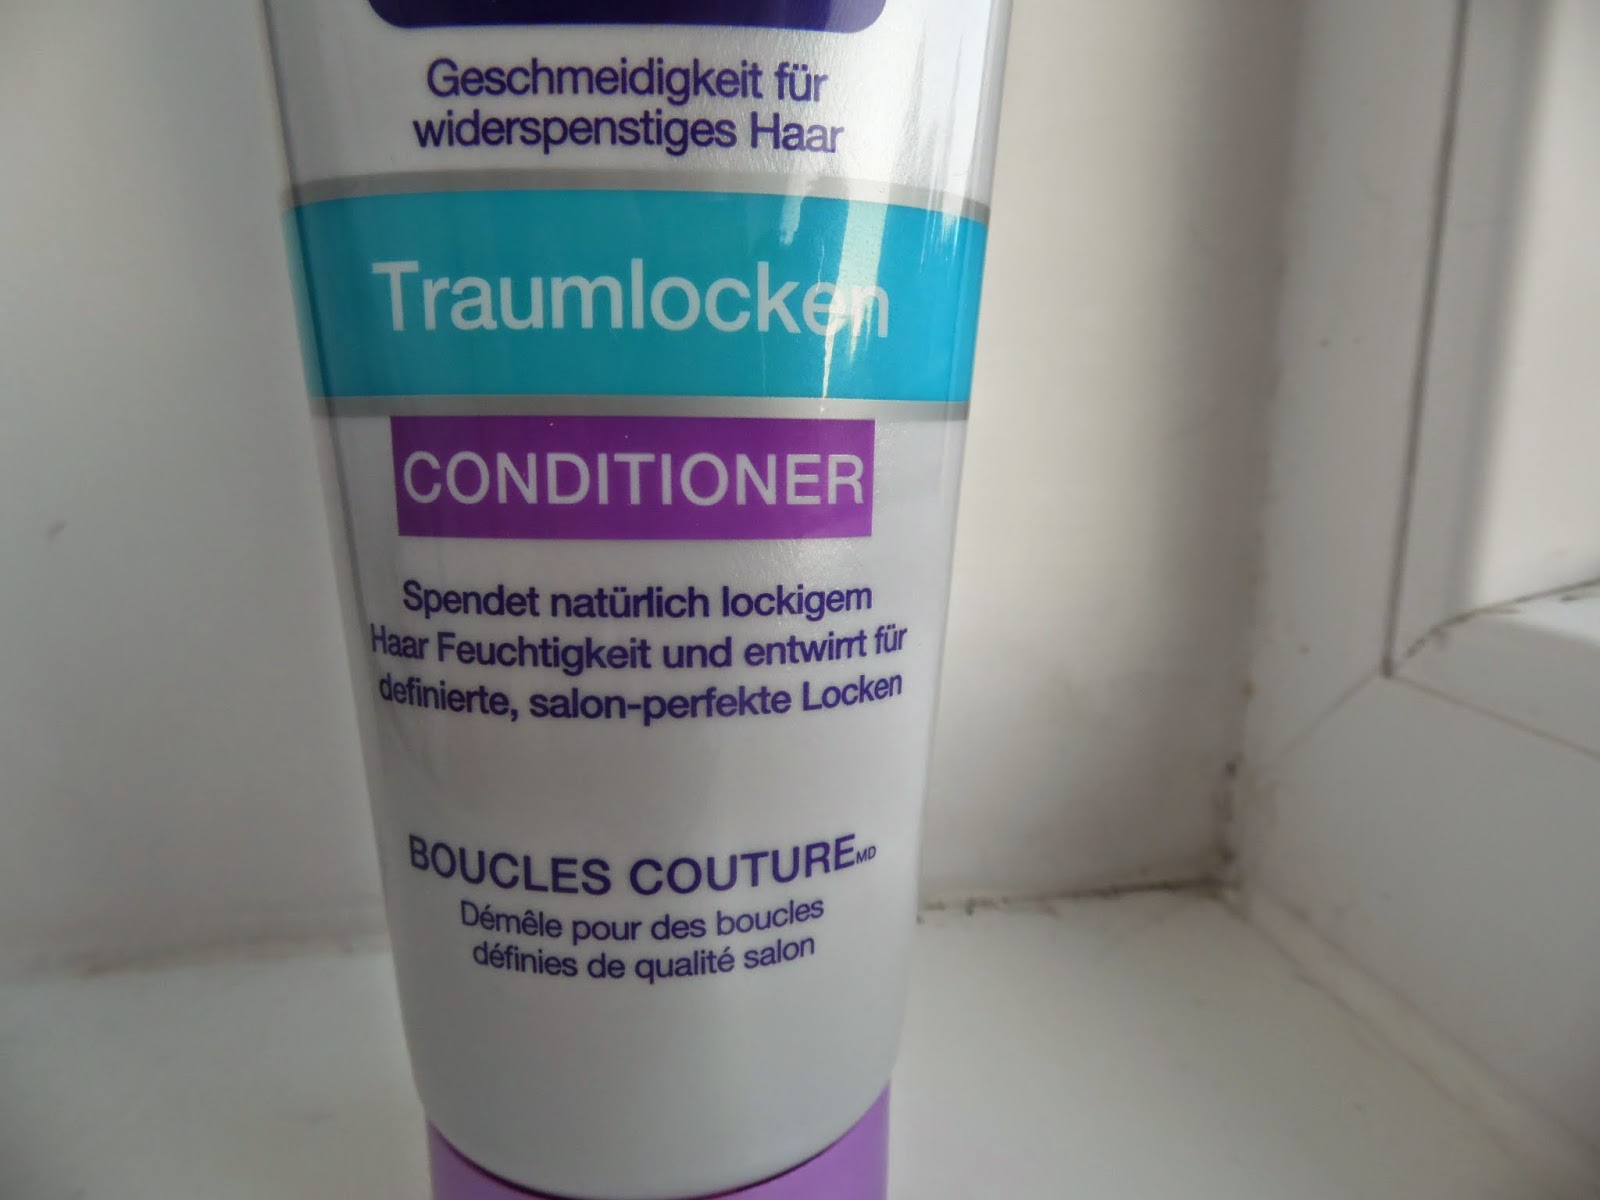 Geschmeidigkeit für
widerspenstiges Haar
Traumlocken
CONDITIONER
Spendet natürlich lockigem
Haar Feuchtigkeit und entwirrt für
definierte, salon-perfekte Locken
BOUCLES COUTURE MD
Démêle pour des boucles
définies de qualité salon